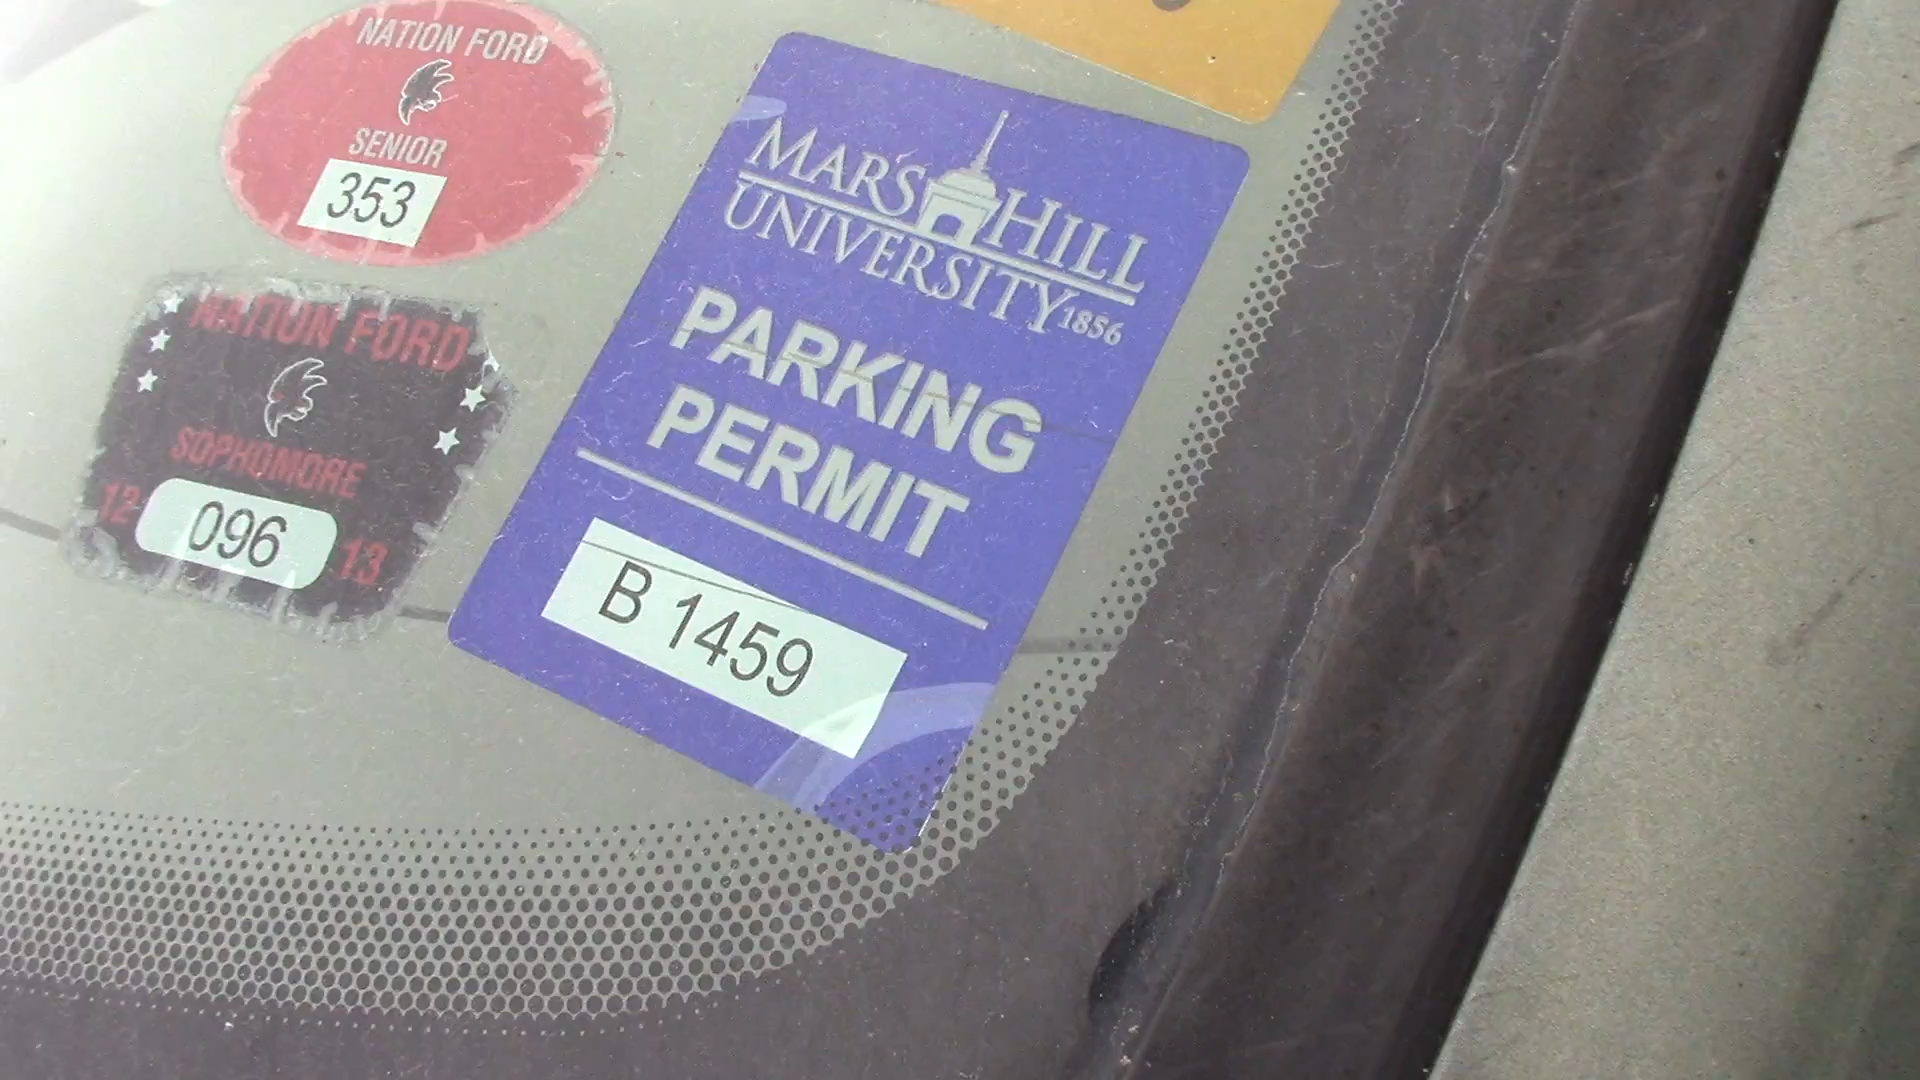 NATION FORD
SENIOR
353
NATION FORD
SOPHOMORE
12 13
096
MARS HILL
UNIVERSITY 1856
PARKING
PERMIT
B 1459